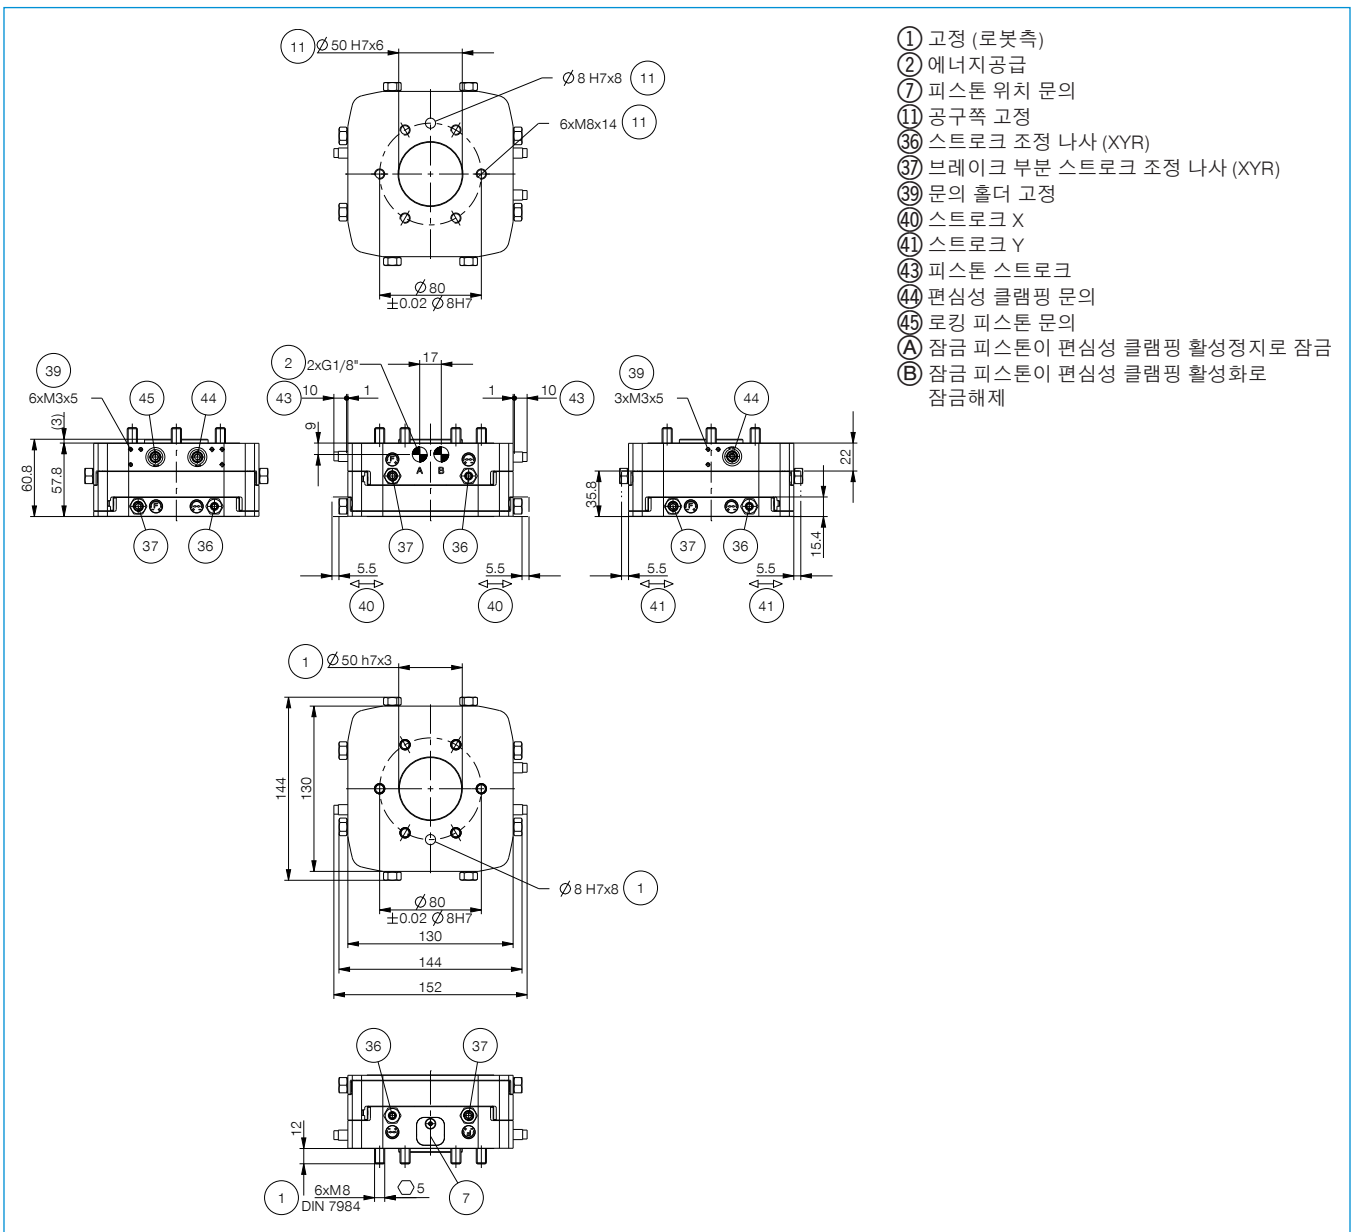 11 Ø 50 H7x6
Ø 8 H7x8 11
6xM8x14 11
Ø 80
±0.02 Ø 8H7
① 고정 (로봇측)
② 에너지공급
⑦ 피스톤 위치 문의
⑪ 공구쪽 고정
㊱ 스트로크 조정 나사 (XYR)
㊲ 브레이크 부분 스트로크 조정 나사 (XYR)
㊴ 문의 홀더 고정
㊵ 스트로크 X
㊶ 스트로크 Y
㊸ 피스톤 스트로크
㊹ 편심성 클램핑 문의
㊺ 로킹 피스톤 문의
Ⓐ 잠금 피스톤이 편심성 클램핑 활성정지로 잠금
Ⓑ 잠금 피스톤이 편심성 클램핑 활성화로
잠금해제
39
6xM3x5
45 44
(3)
60.8
57.8
37 36
2 2xG1/8"
17
43 10 1
1 10 43
9
A B
37 36
5.5 5.5
40 40
39
3xM3x5
44
22
35.8
15.4
37 36
5.5 5.5
41 41
1 Ø 50 h7x3
144
130
Ø 8 H7x8 1
Ø 80
±0.02 Ø 8H7
130
144
152
36 37
12
1 6xM8
DIN 7984
5
7